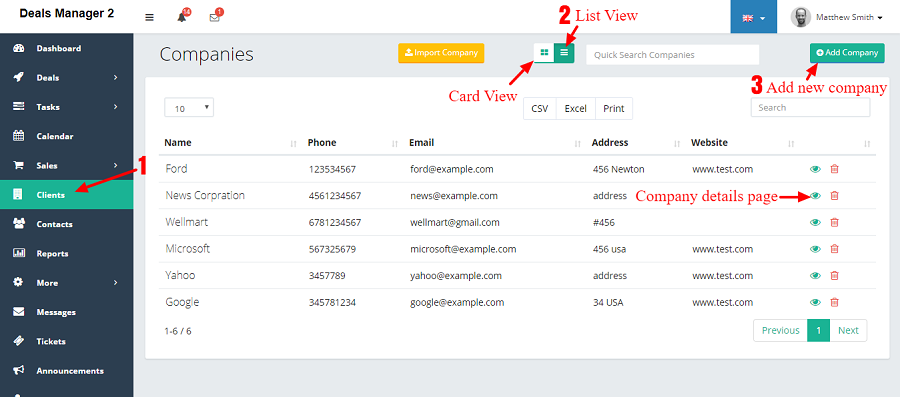 Deals Manager 2
14
1
Matthew Smith
2 List View
Dashboard
Deals
Tasks
Calendar
Sales
Clients
Contacts
Reports
More
Messages
Tickets
Announcements
1
Companies
Import Company
Quick Search Companies
Add Company
Card View
3 Add new company
10
CSV Excel Print
Search
Name Phone Email Address Website
Ford 123534567 ford@example.com 456 Newton www.test.com
News Corpration 4561234567 news@example.com address
Company details page
Wellmart 6781234567 wellmart@gmail.com #456
Microsoft 567325679 microsoft@example.com 456 usa www.test.com
Yahoo 3457789 yahoo@example.com address www.test.com
Google 345781234 google@example.com 34 USA www.test.com
1-6 / 6
Previous 1 Next